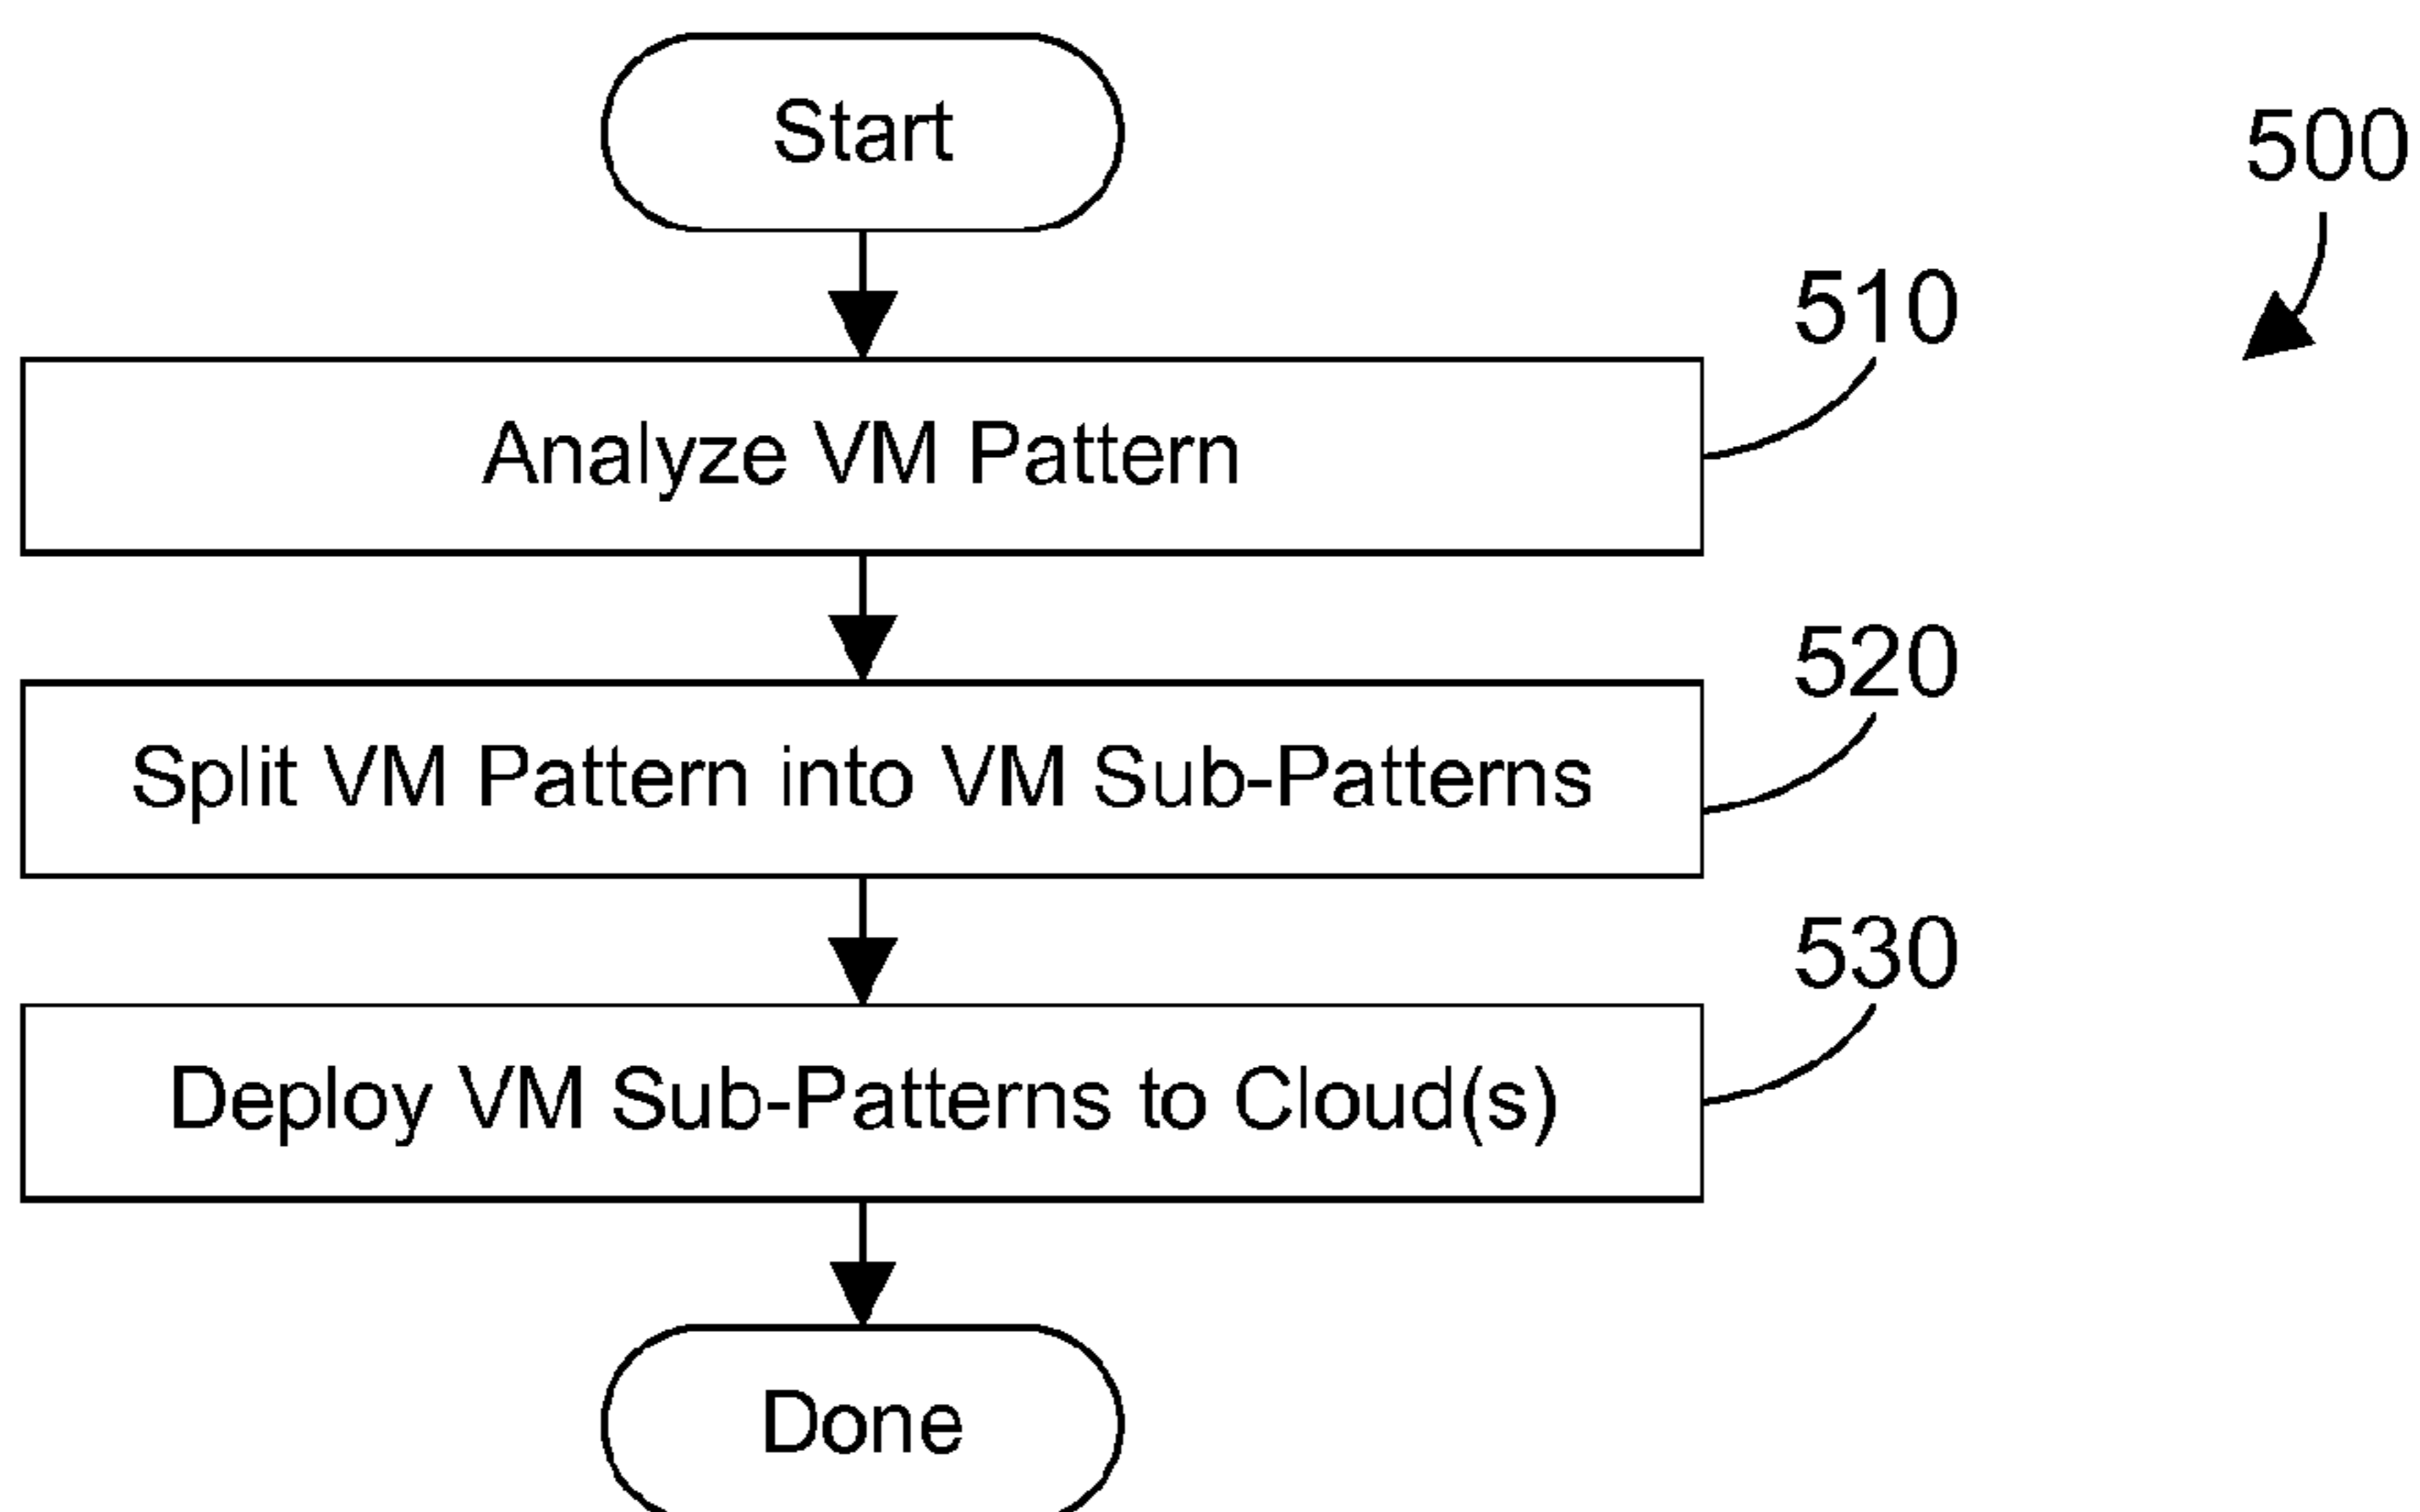 Start
500
510
Analyze VM Pattern
520
Split VM Pattern into VM Sub-Patterns
530
Deploy VM Sub-Patterns to Cloud(s)
Done